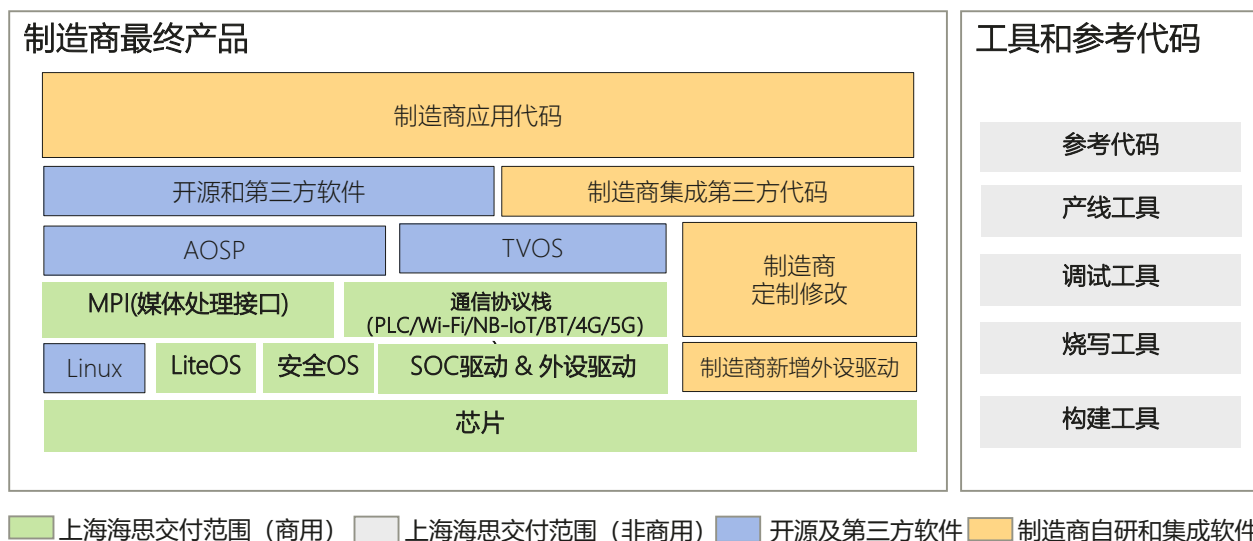 制造商最终产品
制造商应用代码
开源和第三方软件
制造商集成第三方代码
AOSP
TVOS
制造商
定制修改
MPI(媒体处理接口)
通信协议栈
(PLC/Wi-Fi/NB-IoT/BT/4G/5G)
、
Linux
LiteOS
安全OS
SOC驱动 & 外设驱动
制造商新增外设驱动
芯片
工具和参考代码
参考代码
产线工具
调试工具
烧写工具
构建工具
上海海思交付范围（商用）
上海海思交付范围（非商用）
开源及第三方软件
制造商自研和集成软件